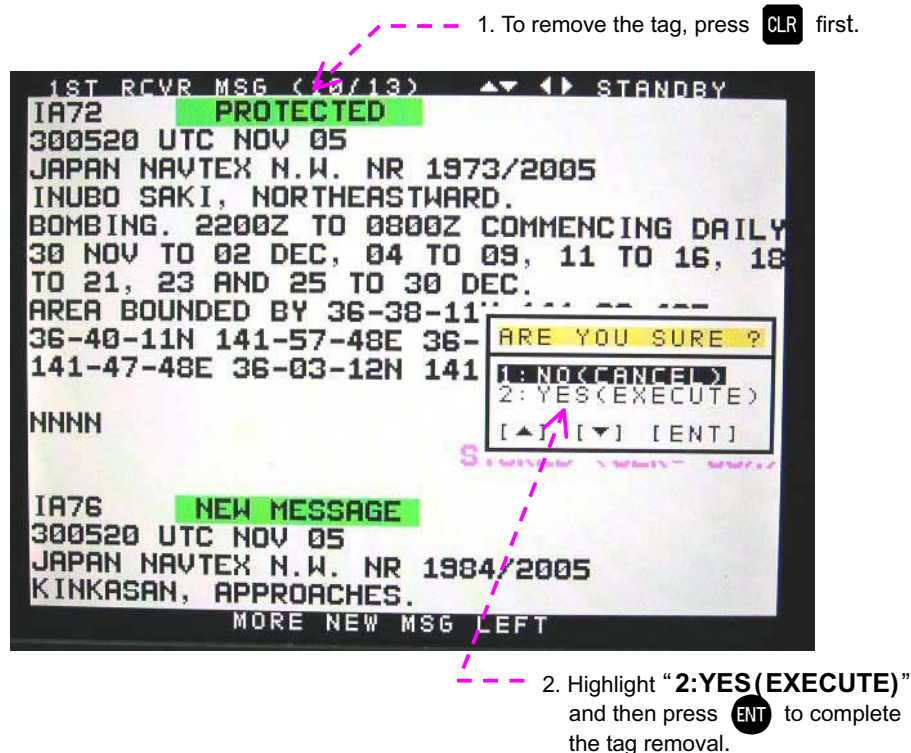 1. To remove the tag, press CLR first.
1ST RCVR MSG (10/13) ▲▼ ◀▶ STANDBY
IA72 PROTECTED
300520 UTC NOV 05
JAPAN NAVTEX N.W. NR 1973/2005
INUBO SAKI, NORTHEASTWARD.
BOMBING. 2200Z TO 0800Z COMMENCING DAILY
30 NOV TO 02 DEC, 04 TO 09, 11 TO 16, 18
TO 21, 23 AND 25 TO 30 DEC.
AREA BOUNDED BY 36-38-11
36-40-11N 141-57-48E 36-
141-47-48E 36-03-12N 141
ARE YOU SURE ?
1:NO(CANCEL)
2:YES(EXECUTE)
[▲] [▼] [ENT]
NNNN
IA76 NEW MESSAGE
300520 UTC NOV 05
JAPAN NAVTEX N.W. NR 1984/2005
KINKASAN, APPROACHES.
MORE NEW MSG LEFT
2. Highlight “2:YES(EXECUTE)”
and then press ENT to complete
the tag removal.